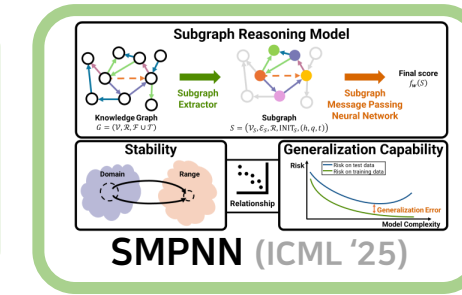 Subgraph Reasoning Model
Subgraph
Extractor
Subgraph
Message Passing
Neural Network
Final score
f_w(S)
Knowledge Graph
G = (V, R, F ∪ T)
Subgraph
S = (V_S, E_S, R, INIT_S, (h, q, t))
Stability
Domain
Range
Relationship
Generalization Capability
Risk
Risk on test data
Risk on training data
Generalization Error
Model Complexity
SMPNN (ICML '25)